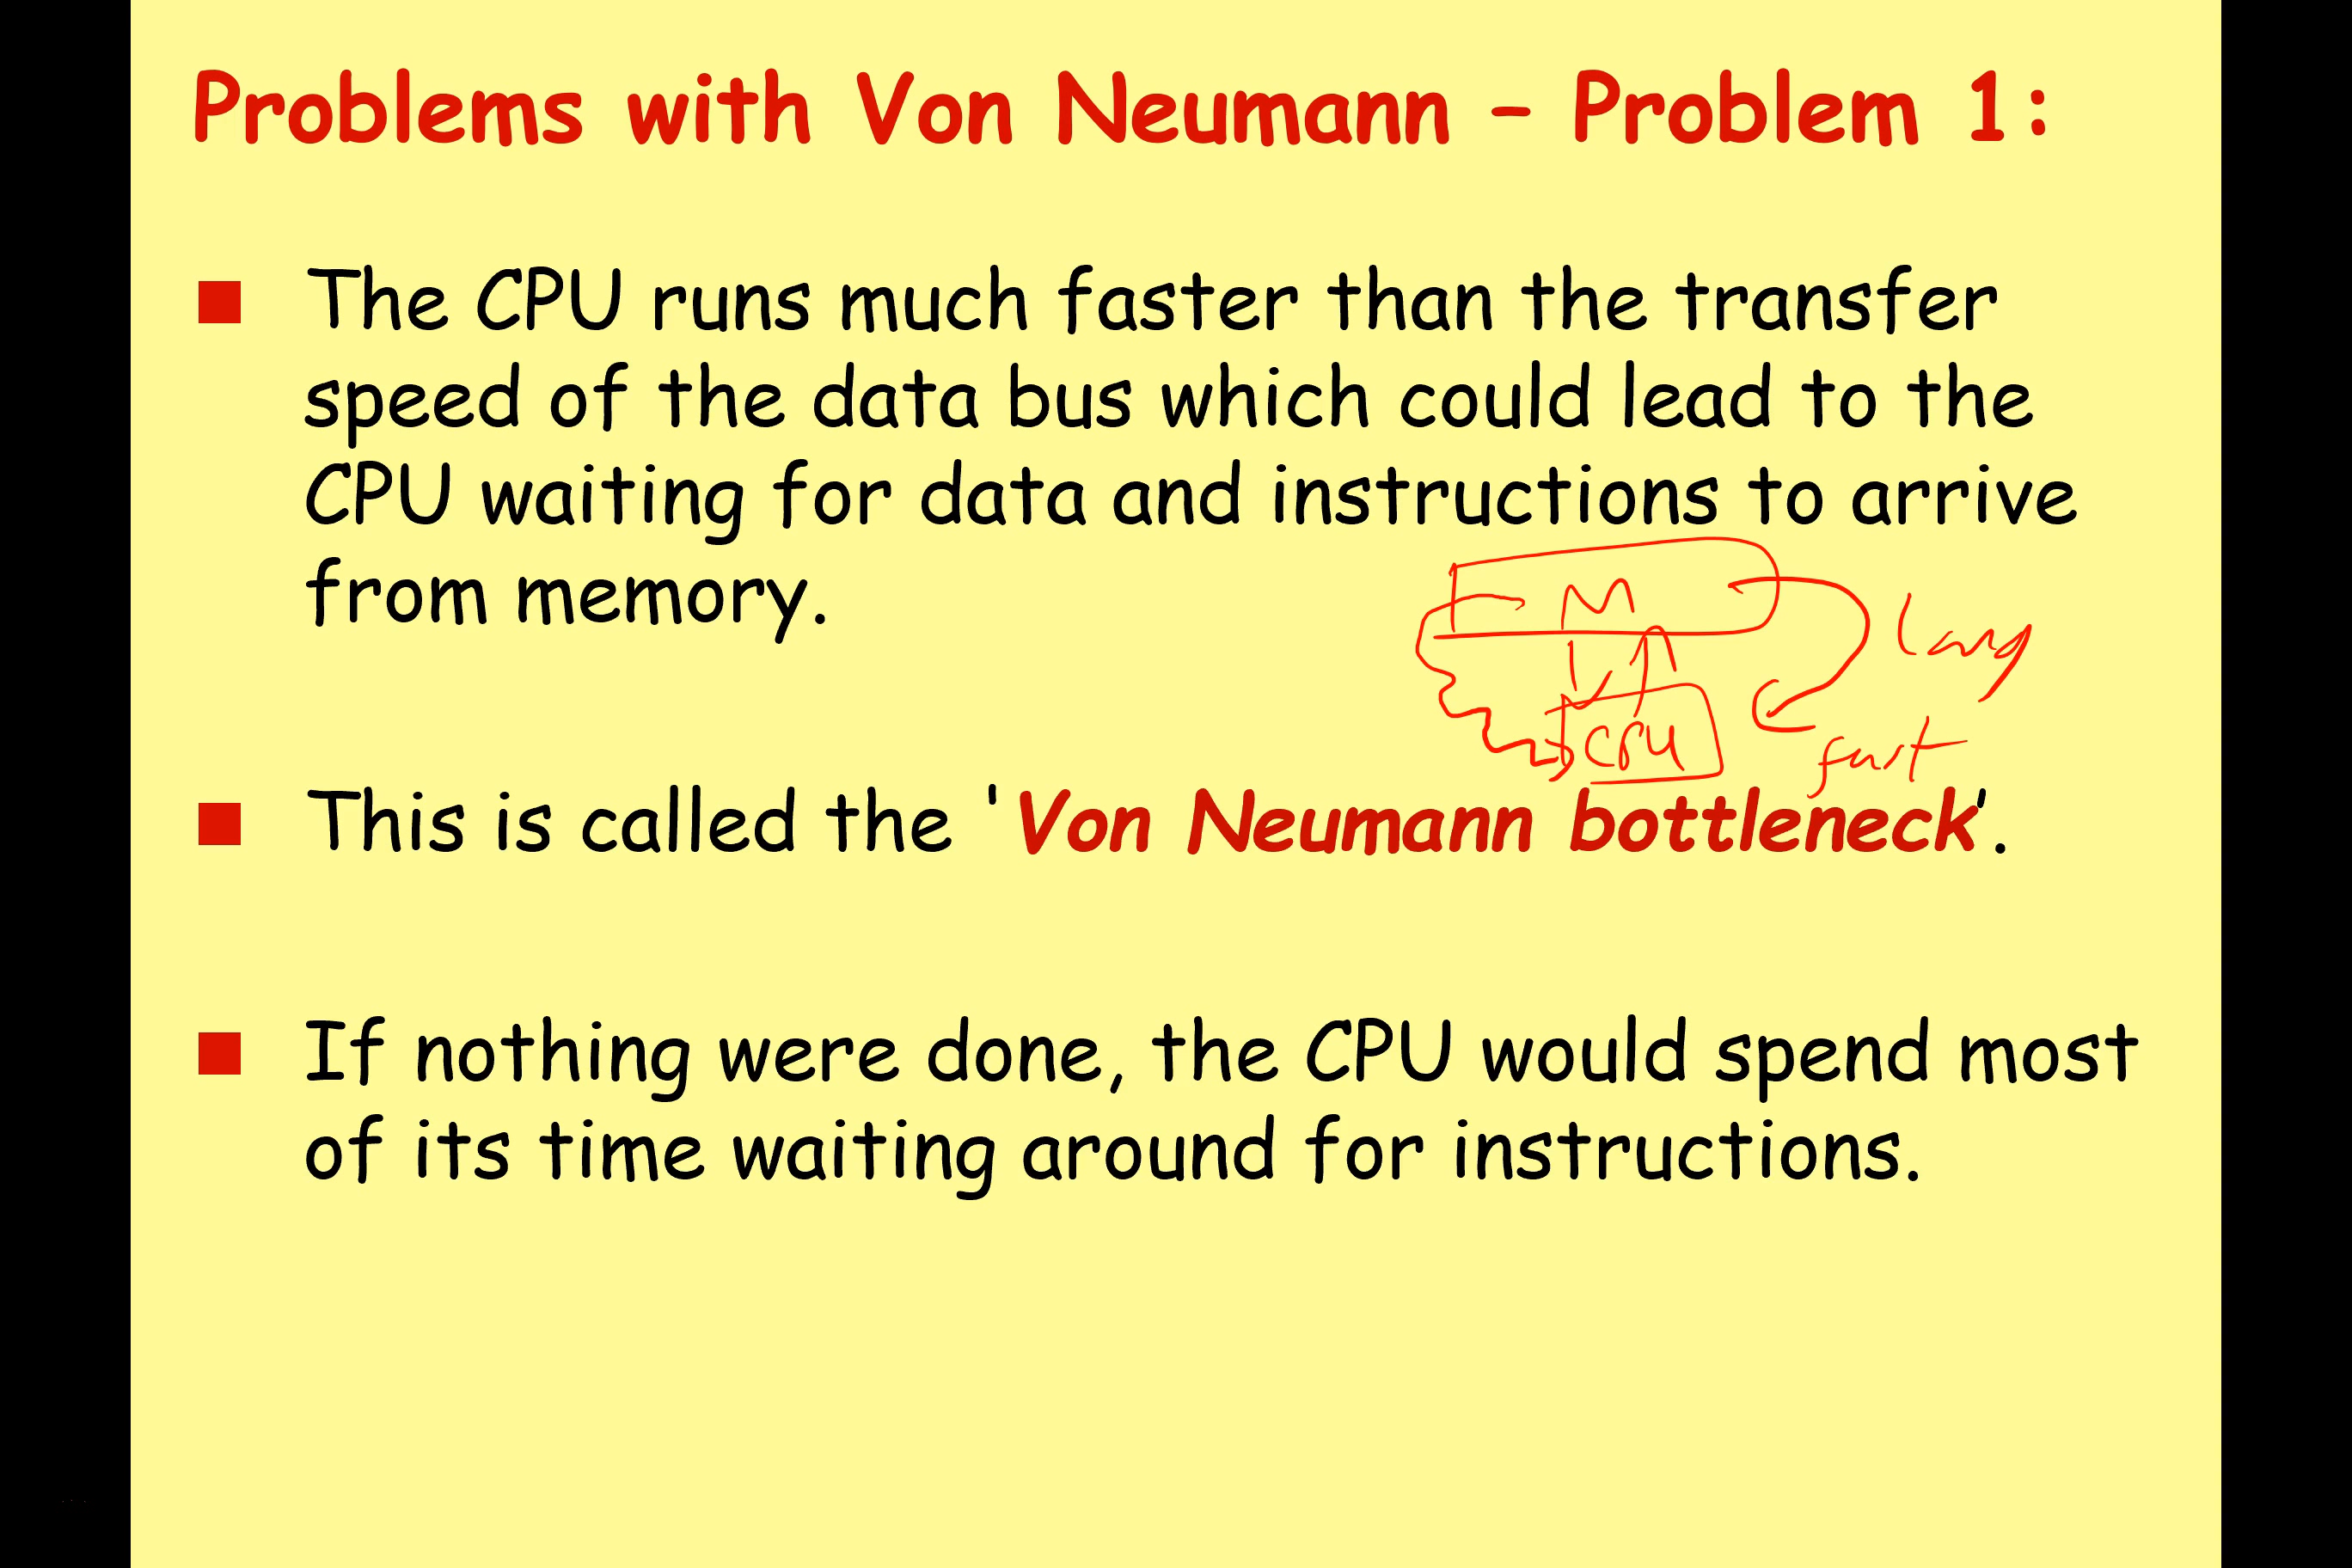 Problems with Von Neumann – Problem 1:
The CPU runs much faster than the transfer
speed of the data bus which could lead to the
CPU waiting for data and instructions to arrive
from memory.
M
CPU
fast
This is called the 'Von Neumann bottleneck'.
If nothing were done, the CPU would spend most
of its time waiting around for instructions.